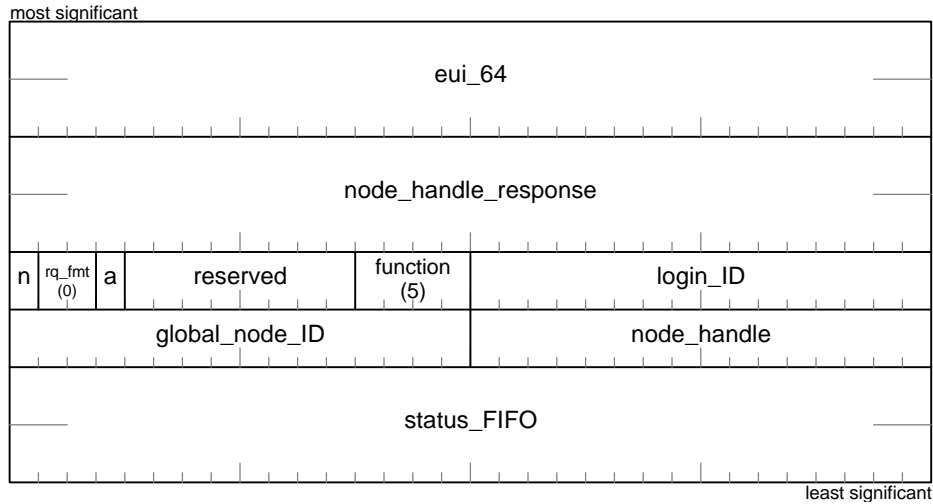 most significant
eui_64
node_handle_response
n rq_fmt (0) a reserved function (5) login_ID
global_node_ID node_handle
status_FIFO
least significant